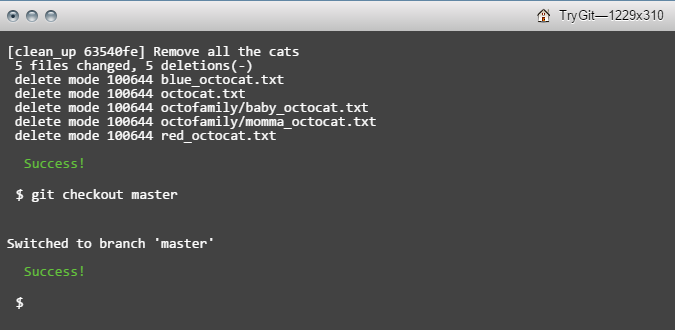 TryGit—1229x310
[clean_up 63540fe] Remove all the cats
5 files changed, 5 deletions(-)
delete mode 100644 blue_octocat.txt
delete mode 100644 octocat.txt
delete mode 100644 octofamily/baby_octocat.txt
delete mode 100644 octofamily/momma_octocat.txt
delete mode 100644 red_octocat.txt
Success!
$ git checkout master
Switched to branch 'master'
Success!
$